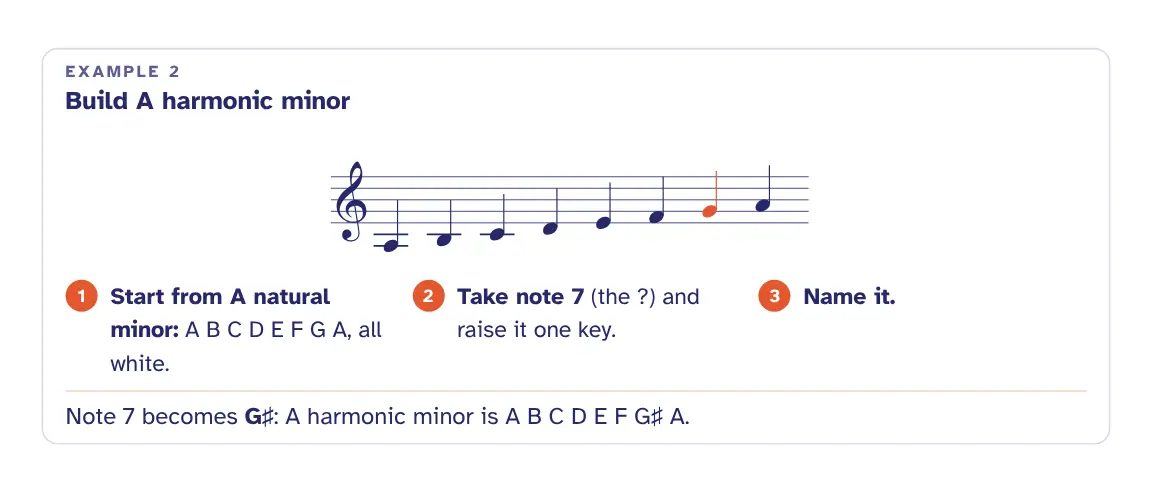 EXAMPLE 2
Build A harmonic minor
1 Start from A natural
minor: A B C D E F G A, all
white.
2 Take note 7 (the ?) and
raise it one key.
3 Name it.
Note 7 becomes G♯: A harmonic minor is A B C D E F G♯ A.